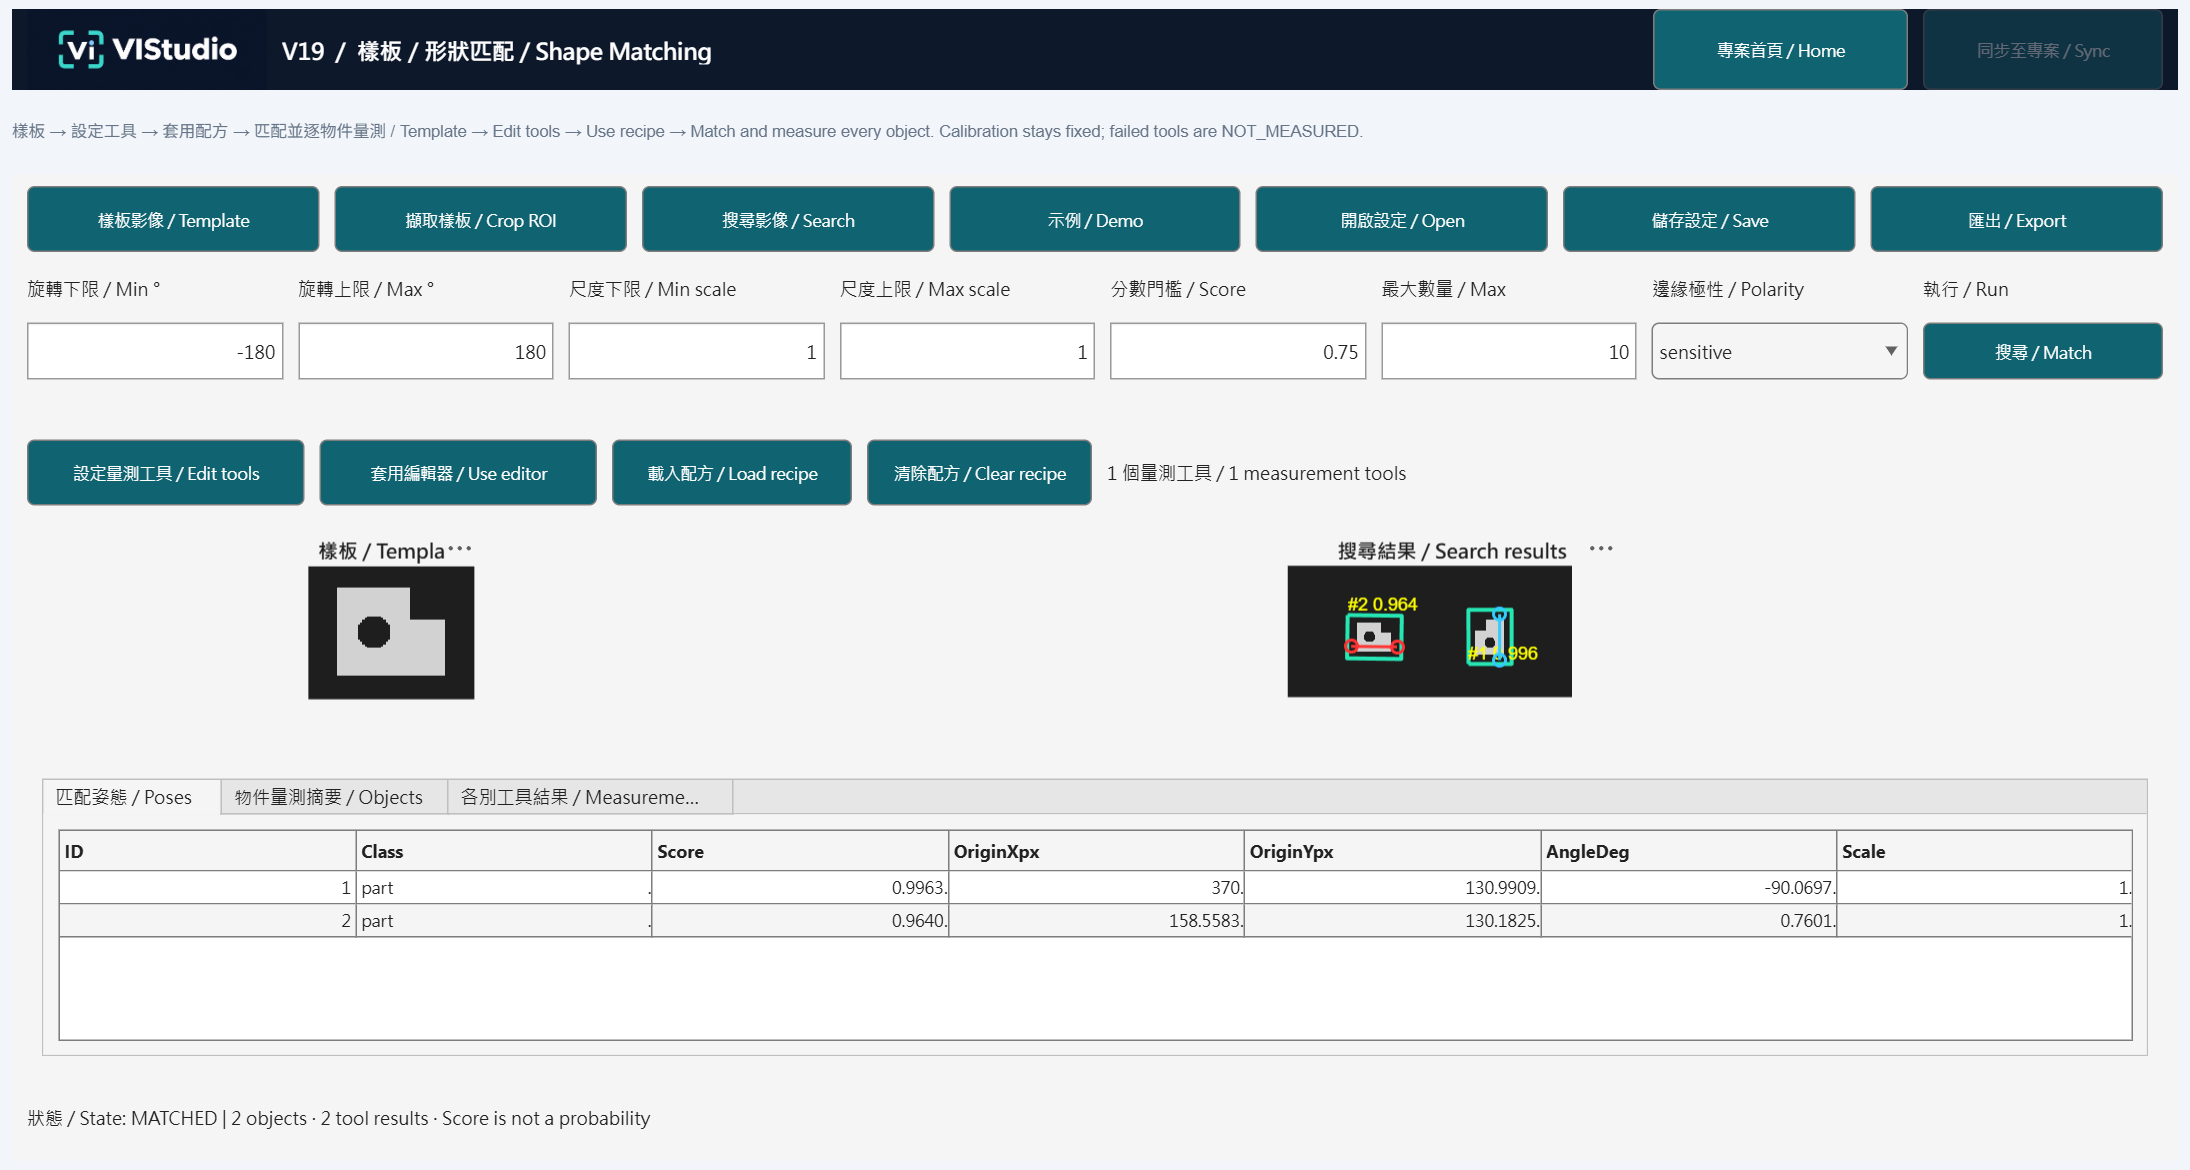 Vi VIStudio V19 / 樣板 / 形狀匹配 / Shape Matching 專案首頁 / Home 同步至專案 / Sync
樣板 → 設定工具 → 套用配方 → 匹配並逐物件量測 / Template → Edit tools → Use recipe → Match and measure every object. Calibration stays fixed; failed tools are NOT_MEASURED.
樣板影像 / Template 擷取樣板 / Crop ROI 搜尋影像 / Search 示例 / Demo 開啟設定 / Open 儲存設定 / Save 匯出 / Export
旋轉下限 / Min ° 旋轉上限 / Max ° 尺度下限 / Min scale 尺度上限 / Max scale 分數門檻 / Score 最大數量 / Max 邊緣極性 / Polarity 執行 / Run
-180 180 1 1 0.75 10 sensitive 搜尋 / Match
設定量測工具 / Edit tools 套用編輯器 / Use editor 載入配方 / Load recipe 清除配方 / Clear recipe 1 個量測工具 / 1 measurement tools
樣板 / Templa 搜尋結果 / Search results
#2 0.964
996
匹配姿態 / Poses 物件量測摘要 / Objects 各別工具結果 / Measureme...
ID Class Score OriginXpx OriginYpx AngleDeg Scale
1 part . 0.9963. 370. 130.9909. -90.0697. 1.
2 part . 0.9640. 158.5583. 130.1825. 0.7601. 1.
狀態 / State: MATCHED | 2 objects · 2 tool results · Score is not a probability